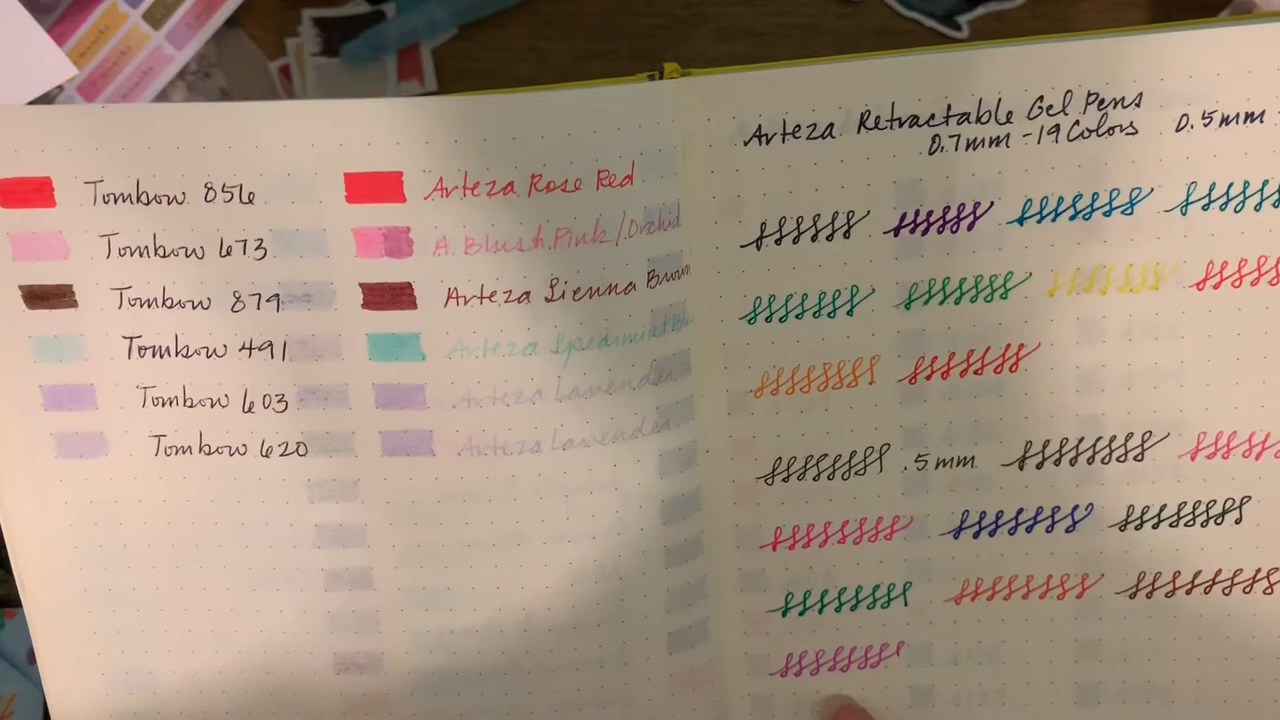 Tombow 856 Arteza Rose Red
Tombow 673 A. Blush Pink/Orchid
Tombow 879 Arteza Sienna Brown
Tombow 491 Arteza
Tombow 603 Arteza Lavender
Tombow 620 Arteza Lavender
Arteza Retractable Gel Pens
0.7mm - 19 Colors 0.5mm -
.5mm